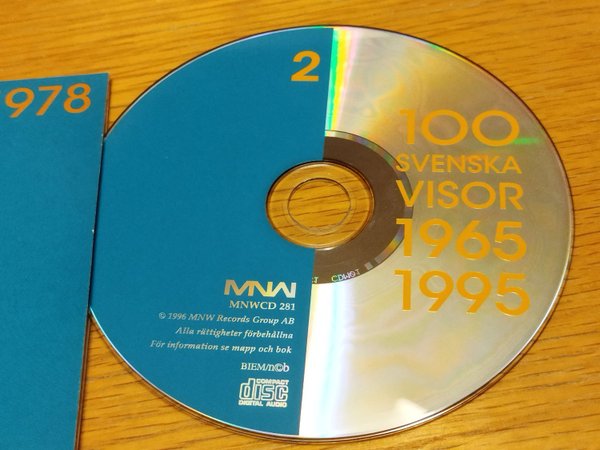 1978
2
100
SVENSKA
VISOR
1965
1995
MNW
MNWCD 281
© 1996 MNW Records Group AB
Alla rättigheter förbehållna
För information se mapp och bok
BIEM/n©b
COMPACT
disc
DIGITAL AUDIO